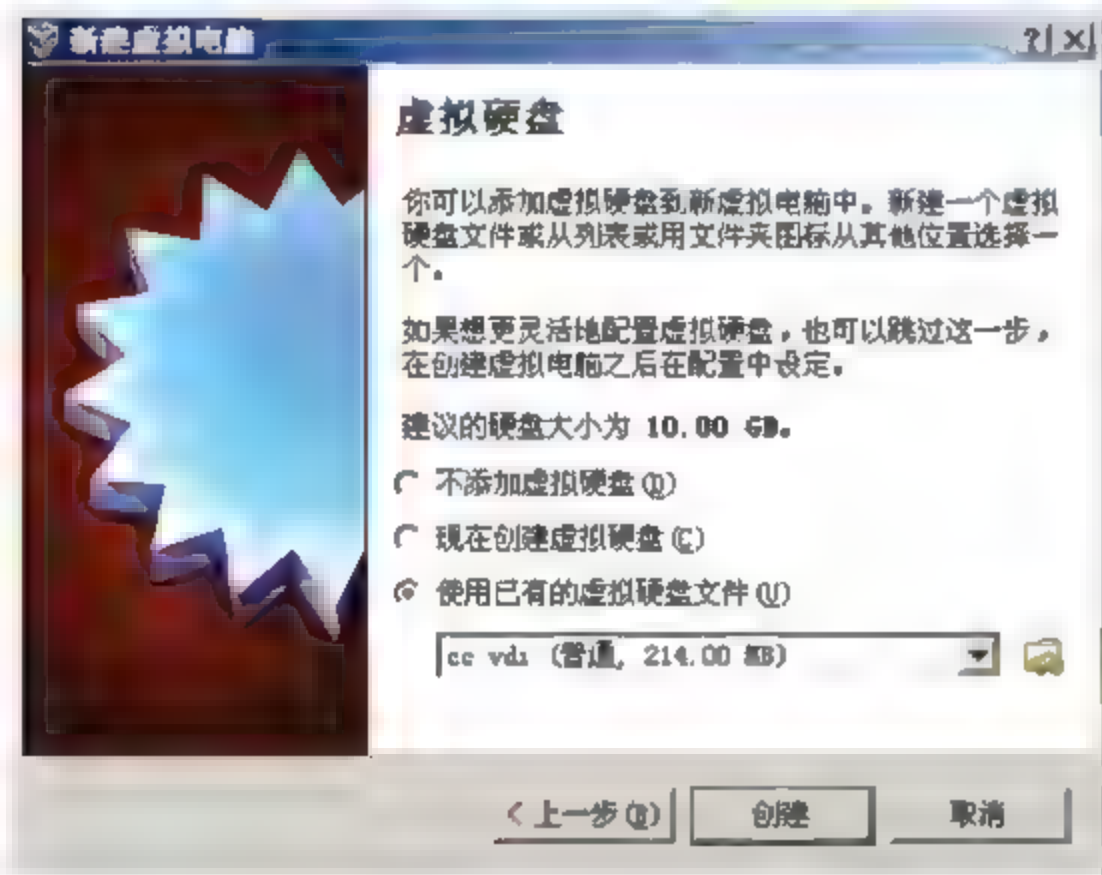 新建虚拟电脑
虚拟硬盘
你可以添加虚拟硬盘到新虚拟电脑中。新建一个虚拟
硬盘文件或从列表或用文件夹图标从其他位置选择一
个。
如果想更灵活地配置虚拟硬盘，也可以跳过这一步，
在创建虚拟电脑之后在配置中设定。
建议的硬盘大小为 10.00 GB。
不添加虚拟硬盘(D)
现在创建虚拟硬盘(C)
使用已有的虚拟硬盘文件(U)
cc vdi (普通, 214.00 MB)
< 上一步(B)
创建
取消